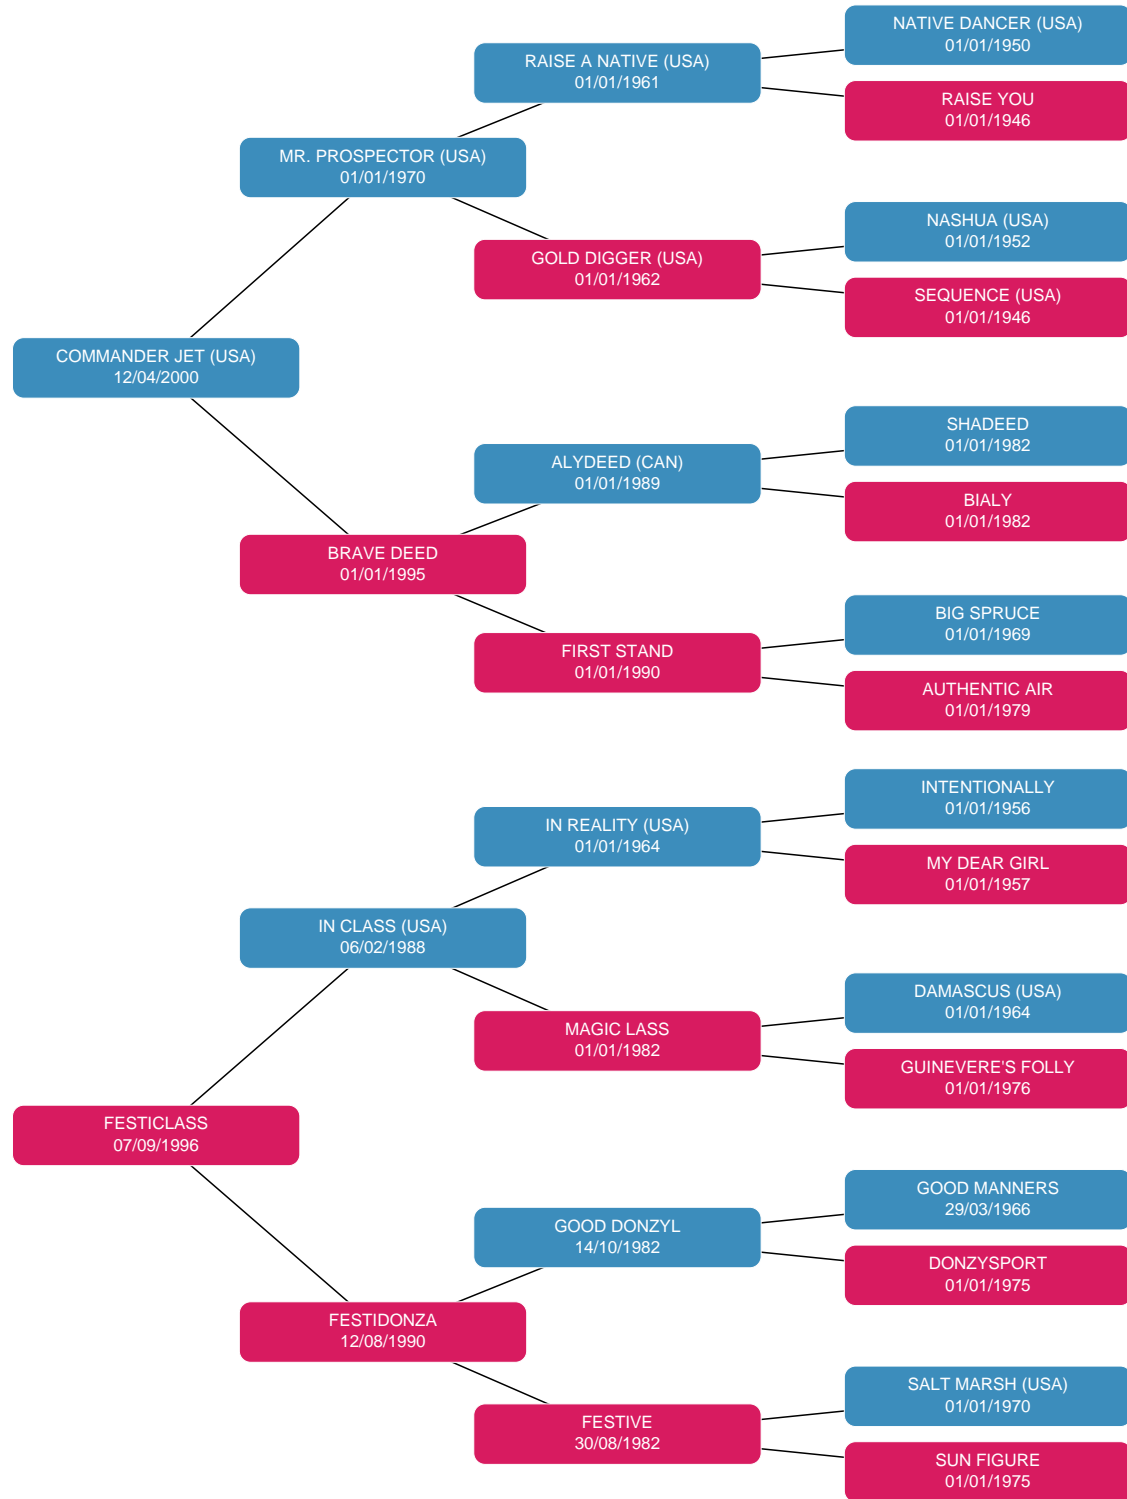 NATIVE DANCER (USA)
01/01/1950
RAISE A NATIVE (USA)
01/01/1961
RAISE YOU
01/01/1946
MR. PROSPECTOR (USA)
01/01/1970
NASHUA (USA)
01/01/1952
GOLD DIGGER (USA)
01/01/1962
SEQUENCE (USA)
01/01/1946
COMMANDER JET (USA)
12/04/2000
SHADEED
01/01/1982
ALYDEED (CAN)
01/01/1989
BIALY
01/01/1982
BRAVE DEED
01/01/1995
BIG SPRUCE
01/01/1969
FIRST STAND
01/01/1990
AUTHENTIC AIR
01/01/1979
INTENTIONALLY
01/01/1956
IN REALITY (USA)
01/01/1964
MY DEAR GIRL
01/01/1957
IN CLASS (USA)
06/02/1988
DAMASCUS (USA)
01/01/1964
MAGIC LASS
01/01/1982
GUINEVERE'S FOLLY
01/01/1976
FESTICLASS
07/09/1996
GOOD MANNERS
29/03/1966
GOOD DONZYL
14/10/1982
DONZYSPORT
01/01/1975
FESTIDONZA
12/08/1990
SALT MARSH (USA)
01/01/1970
FESTIVE
30/08/1982
SUN FIGURE
01/01/1975